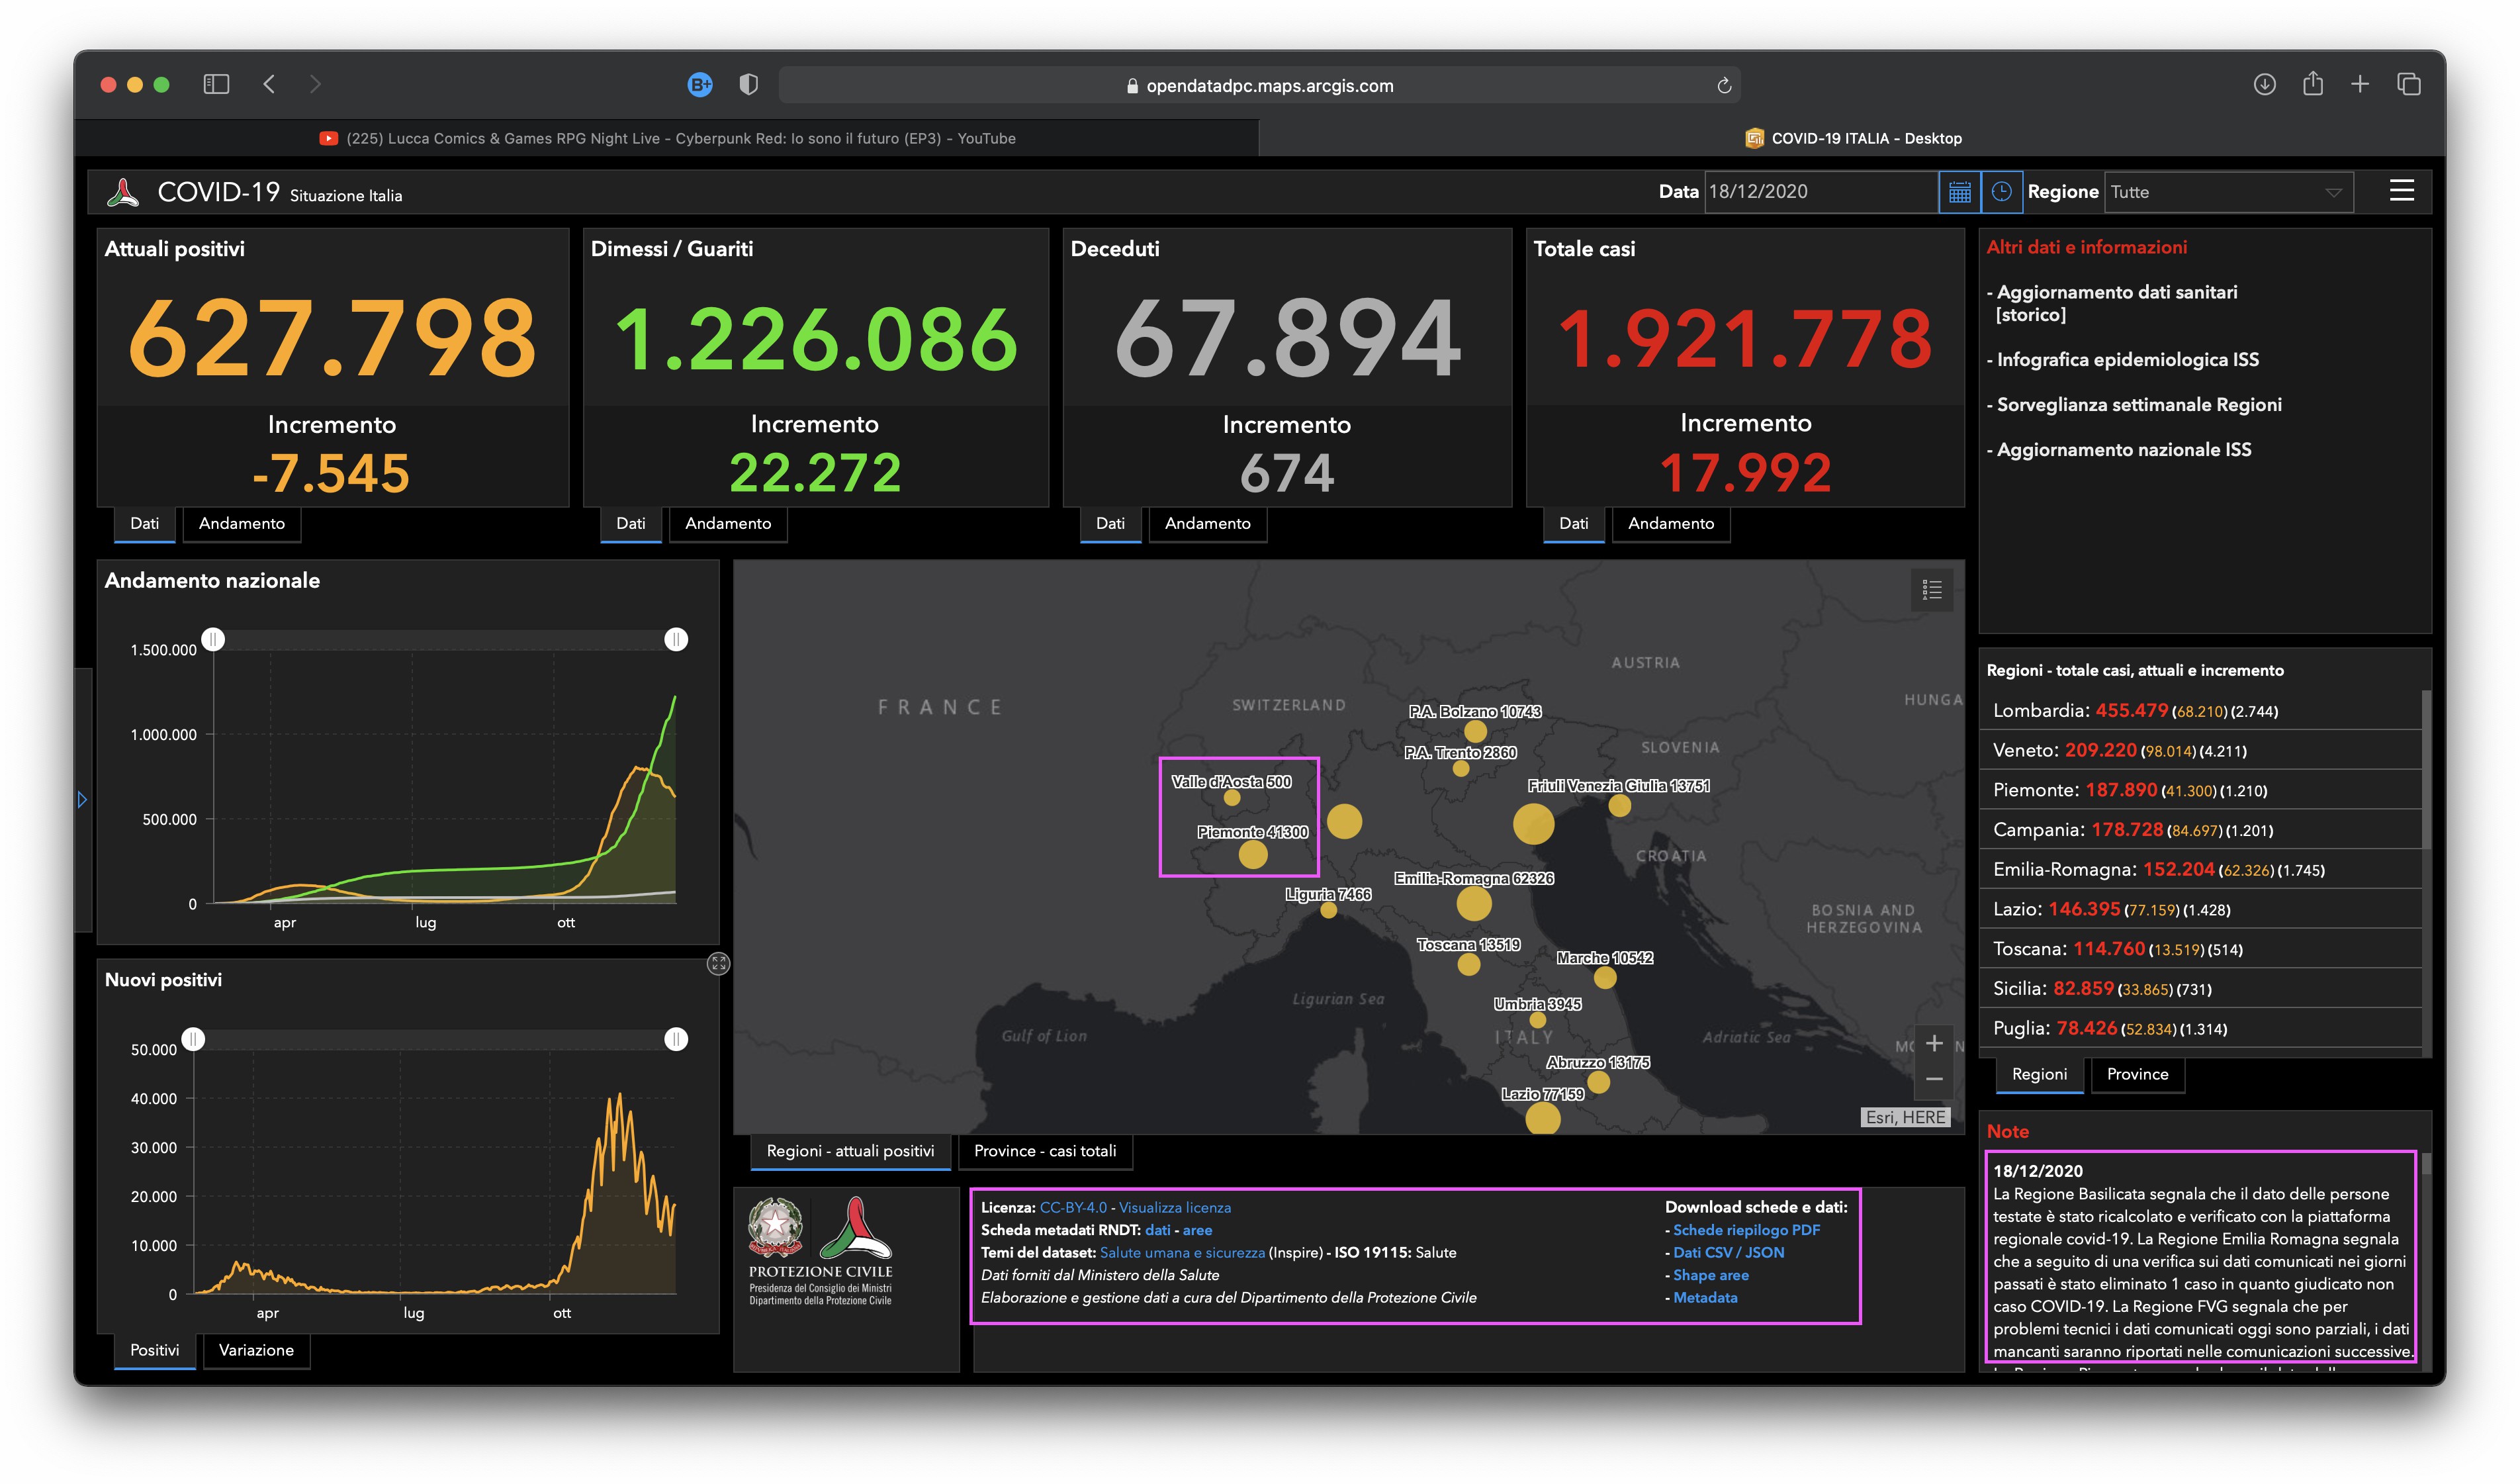 opendatadpc.maps.arcgis.com
(225) Lucca Comics & Games RPG Night Live - Cyberpunk Red: Io sono il futuro (EP3) - YouTube
COVID-19 ITALIA - Desktop
COVID-19 Situazione Italia
Data 18/12/2020
Regione Tutte
Attuali positivi
627.798
Incremento
-7.545
Dati Andamento
Dimessi / Guariti
1.226.086
Incremento
22.272
Dati Andamento
Deceduti
67.894
Incremento
674
Dati Andamento
Totale casi
1.921.778
Incremento
17.992
Dati Andamento
Altri dati e informazioni
- Aggiornamento dati sanitari
[storico]
- Infografica epidemiologica ISS
- Sorveglianza settimanale Regioni
- Aggiornamento nazionale ISS
Andamento nazionale
1.500.000
1.000.000
500.000
0
apr lug ott
Nuovi positivi
50.000
40.000
30.000
20.000
10.000
0
apr lug ott
Positivi Variazione
AUSTRIA
FRANCE
SWITZERLAND
HUNGA
P.A. Bolzano 10743
SLOVENIA
P.A. Trento 2860
Valle d'Aosta 500
Friuli Venezia Giulia 13751
Piemonte 41300
CROATIA
Emilia-Romagna 62326
Liguria 7466
BOSNIA AND
HERZEGOVINA
Toscana 13519
Marche 10542
Ligurian Sea
Umbria 3945
Gulf of Lion
ITALY
Adriatic Sea
Abruzzo 13175
Lazio 77159
Esri, HERE
Regioni - attuali positivi Province - casi totali
Regioni - totale casi, attuali e incremento
Lombardia: 455.479 (68.210) (2.744)
Veneto: 209.220 (98.014) (4.211)
Piemonte: 187.890 (41.300) (1.210)
Campania: 178.728 (84.697) (1.201)
Emilia-Romagna: 152.204 (62.326) (1.745)
Lazio: 146.395 (77.159) (1.428)
Toscana: 114.760 (13.519) (514)
Sicilia: 82.859 (33.865) (731)
Puglia: 78.426 (52.834) (1.314)
Regioni Province
PROTEZIONE CIVILE
Presidenza del Consiglio dei Ministri
Dipartimento della Protezione Civile
Licenza: CC-BY-4.0 - Visualizza licenza
Scheda metadati RNDT: dati - aree
Temi del dataset: Salute umana e sicurezza (Inspire) - ISO 19115: Salute
Dati forniti dal Ministero della Salute
Elaborazione e gestione dati a cura del Dipartimento della Protezione Civile
Download schede e dati:
- Schede riepilogo PDF
- Dati CSV / JSON
- Shape aree
- Metadata
Note
18/12/2020
La Regione Basilicata segnala che il dato delle persone
testate è stato ricalcolato e verificato con la piattaforma
regionale covid-19. La Regione Emilia Romagna segnala
che a seguito di una verifica sui dati comunicati nei giorni
passati è stato eliminato 1 caso in quanto giudicato non
caso COVID-19. La Regione FVG segnala che per
problemi tecnici i dati comunicati oggi sono parziali, i dati
mancanti saranno riportati nelle comunicazioni successive.